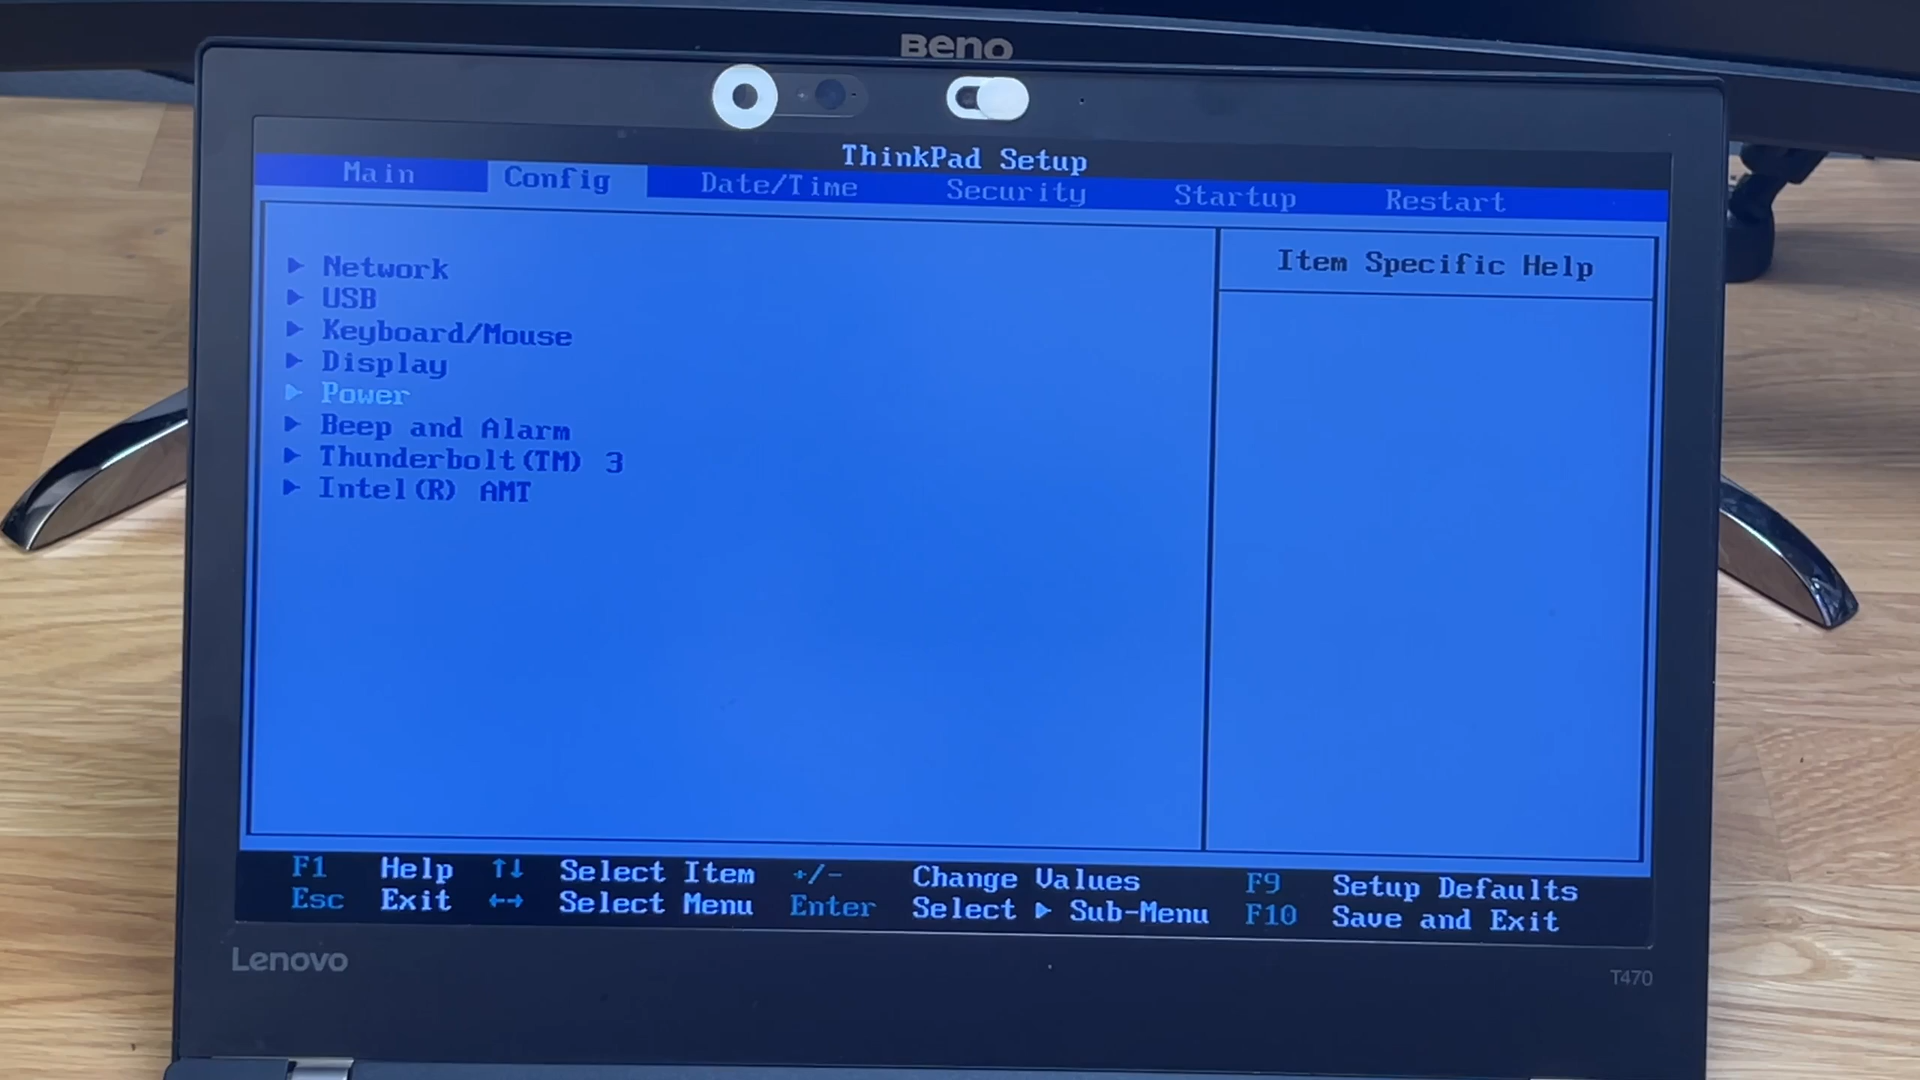 BenQ
ThinkPad Setup
Main Config Date/Time Security Startup Restart
Item Specific Help
Network
USB
Keyboard/Mouse
Display
Power
Beep and Alarm
Thunderbolt(TM) 3
Intel(R) AMT
F1 Help ↑↓ Select Item +/- Change Values F9 Setup Defaults
Esc Exit ←→ Select Menu Enter Select ▶ Sub-Menu F10 Save and Exit
Lenovo
T470